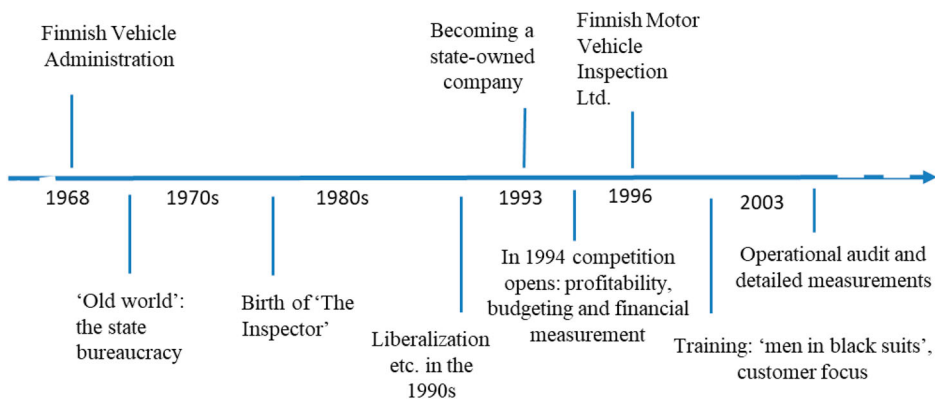 Finnish Vehicle
Administration
Becoming a
state-owned
company
Finnish Motor
Vehicle
Inspection
Ltd.
1968
1970s
1980s
1993
1996
2003
‘Old world’:
the state
bureaucracy
Birth of ‘The
Inspector’
Liberalization
etc. in the
1990s
In 1994 competition
opens: profitability,
budgeting and financial
measurement
Training: ‘men in black suits’,
customer focus
Operational audit and
detailed measurements